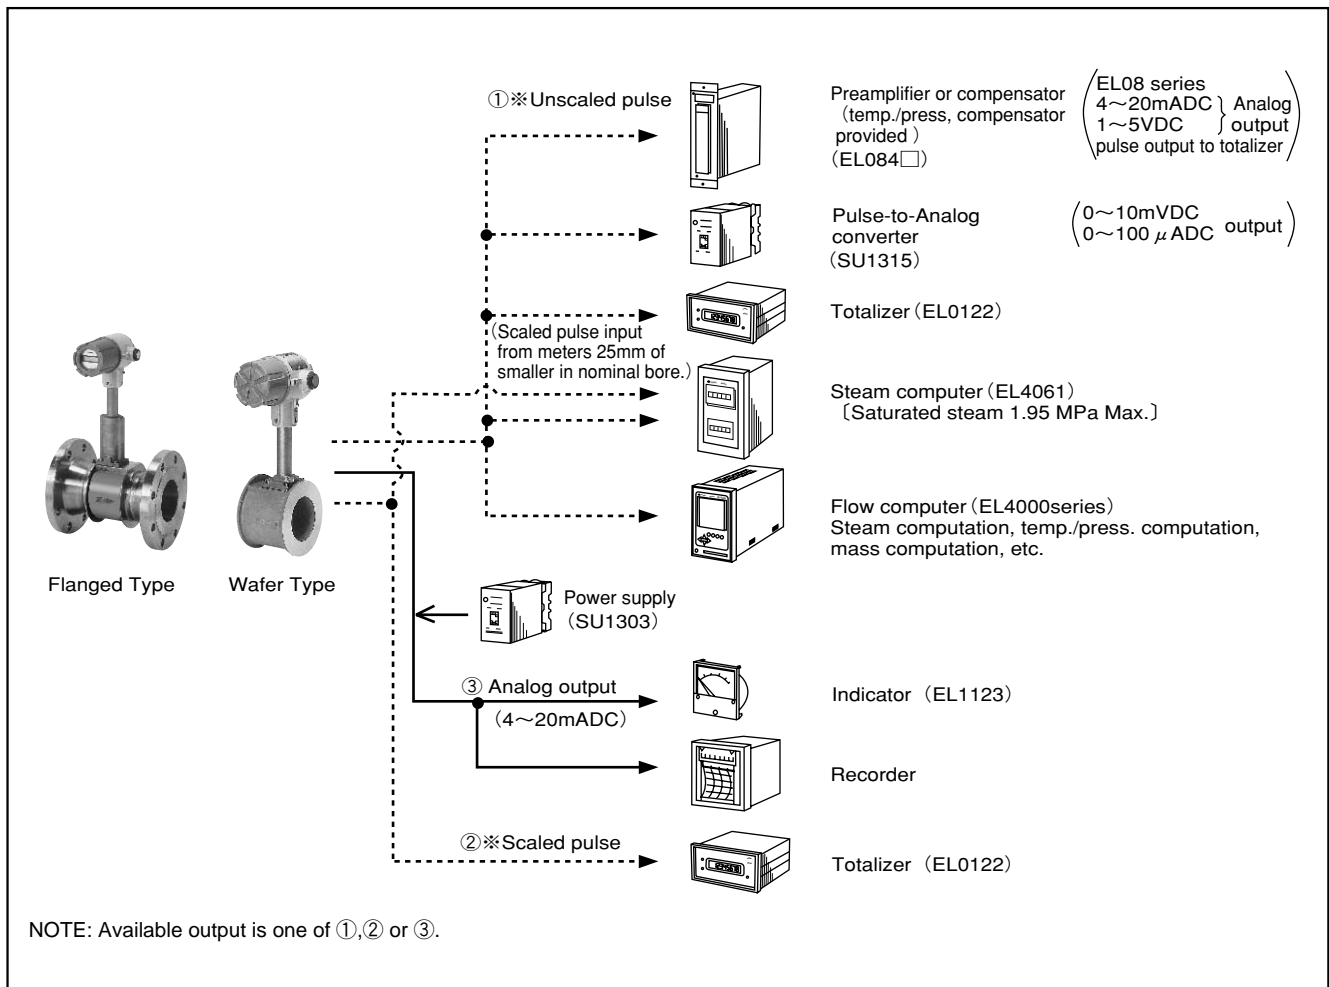 ①※Unscaled pulse
Preamplifier or compensator
（temp./press, compensator
provided ）
（EL084□）
EL08 series
4～20mADC
1～5VDC
Analog
output
pulse output to totalizer
Pulse-to-Analog
converter
（SU1315）
0～10mVDC
0～100 μ ADC
output
Totalizer（EL0122）
（Scaled pulse input
from meters 25mm of
smaller in nominal bore.）
Steam computer（EL4061）
〔Saturated steam 1.95 MPa Max.〕
Flow computer（EL4000series）
Steam computation, temp./press. computation,
mass computation, etc.
Flanged Type
Wafer Type
Power supply
（SU1303）
③ Analog output
（4～20mADC）
Indicator （EL1123）
Recorder
②※Scaled pulse
Totalizer （EL0122）
NOTE: Available output is one of ①,② or ③.